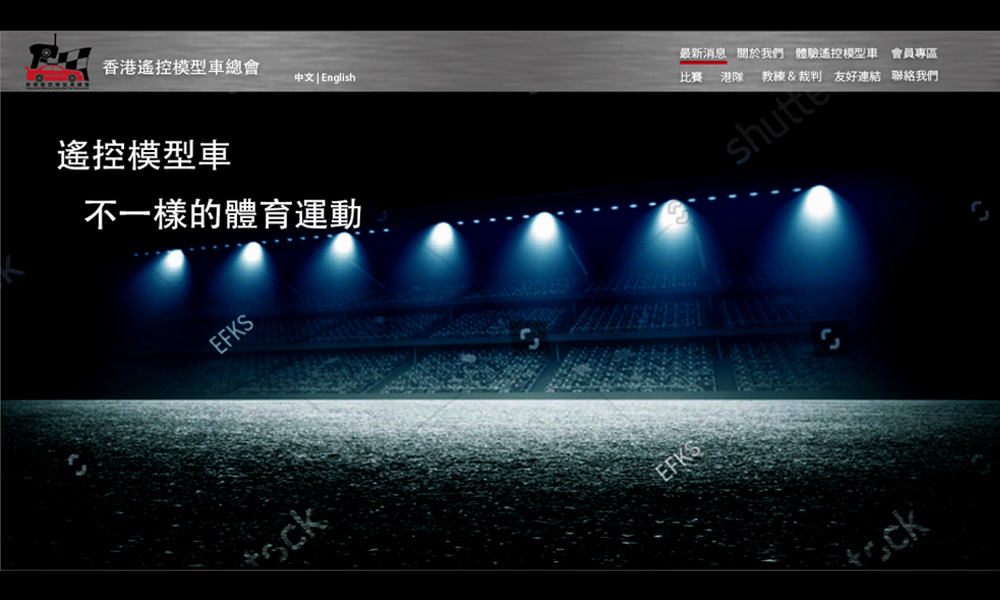 香港遙控模型車總會
中文 | English
最新消息 關於我們 體驗遙控模型車 會員專區
比賽 港隊 教練 & 裁判 友好連結 聯絡我們
遙控模型車
不一樣的體育運動
shutte
EFKS
EFKS
tock
tock